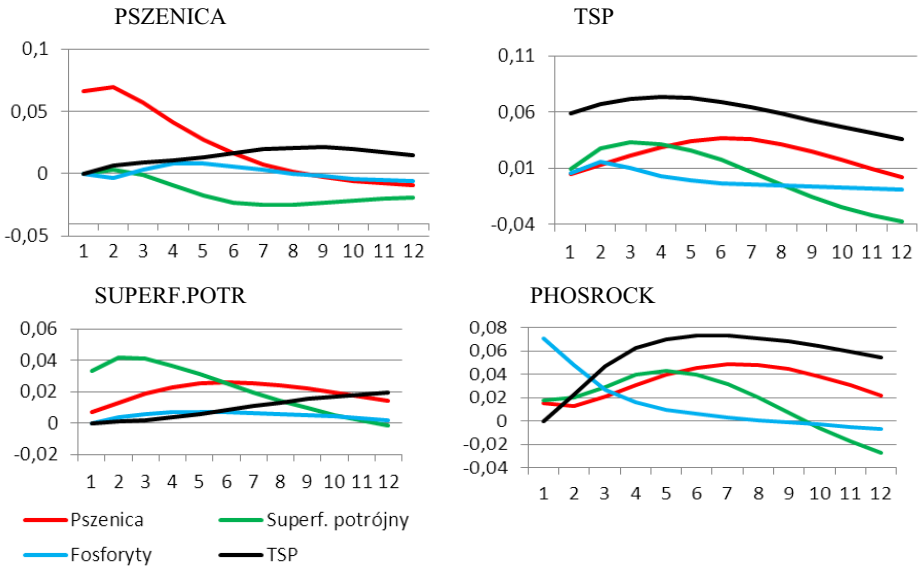 PSZENICA
0,1
0,05
0
-0,05
1 2 3 4 5 6 7 8 9 10 11 12
TSP
0,11
0,06
0,01
-0,04
1 2 3 4 5 6 7 8 9 10 11 12
SUPERF.POTR
0,06
0,04
0,02
0
-0,02
1 2 3 4 5 6 7 8 9 10 11 12
PHOSROCK
0,08
0,06
0,04
0,02
0
-0,02
-0,04
1 2 3 4 5 6 7 8 9 10 11 12
Pszenica
Superf. potrójny
Fosforyty
TSP